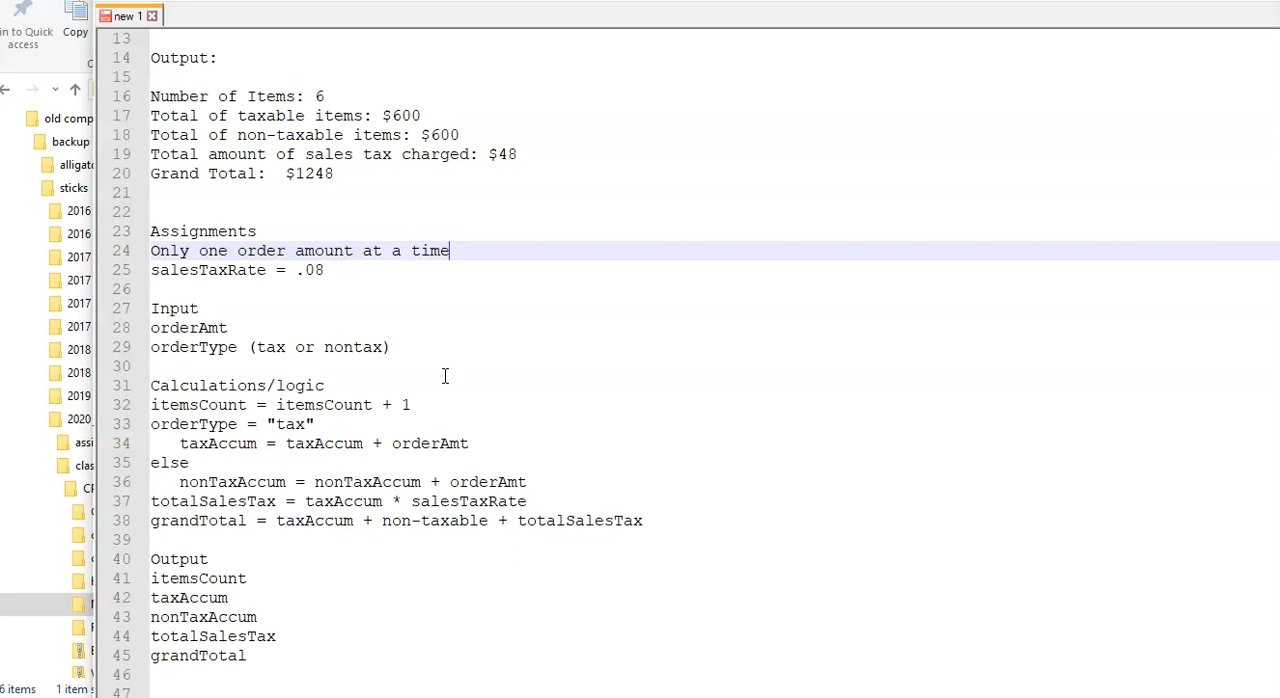 new 1
in to Quick
access
Copy
old comp
backup
alligato
sticks
2016
2016
2017
2017
2017
2017
2018
2018
2019
2020_
assi
clas
6 items
1 item s
13
14 Output:
15
16 Number of Items: 6
17 Total of taxable items: $600
18 Total of non-taxable items: $600
19 Total amount of sales tax charged: $48
20 Grand Total:  $1248
21
22
23 Assignments
24 Only one order amount at a time
25 salesTaxRate = .08
26
27 Input
28 orderAmt
29 orderType (tax or nontax)
30
31 Calculations/logic
32 itemsCount = itemsCount + 1
33 orderType = "tax"
34    taxAccum = taxAccum + orderAmt
35 else
36    nonTaxAccum = nonTaxAccum + orderAmt
37 totalSalesTax = taxAccum * salesTaxRate
38 grandTotal = taxAccum + non-taxable + totalSalesTax
39
40 Output
41 itemsCount
42 taxAccum
43 nonTaxAccum
44 totalSalesTax
45 grandTotal
46
47